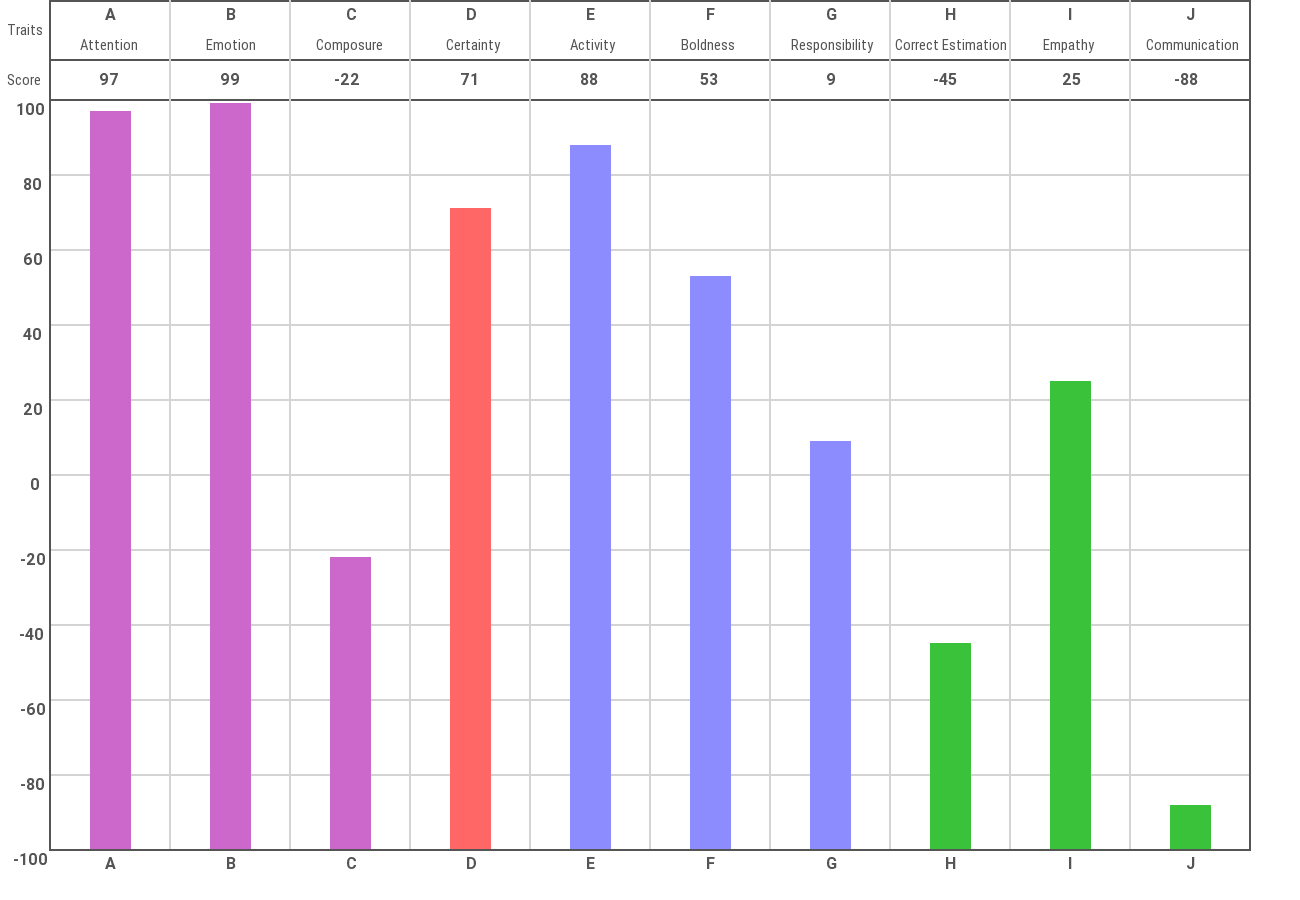 A B C D E F G H I J
Traits
Attention Emotion Composure Certainty Activity Boldness Responsibility Correct Estimation Empathy Communication
Score 97 99 -22 71 88 53 9 -45 25 -88
100
80
60
40
20
0
-20
-40
-60
-80
-100
A B C D E F G H I J